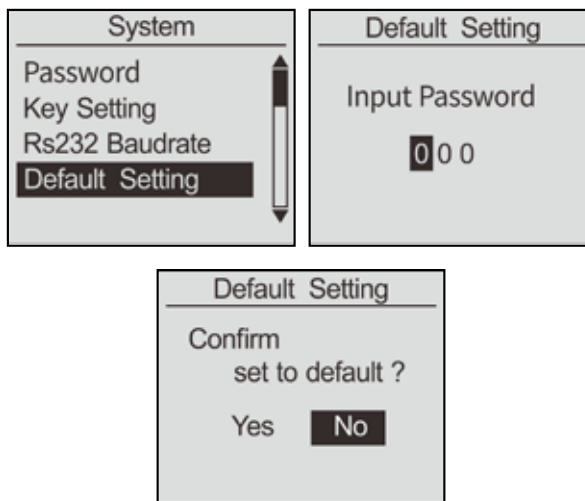 System
Password
Key Setting
Rs232 Baudrate
Default Setting
Default Setting
Input Password
0 0 0
Default Setting
Confirm
set to default ?
Yes No